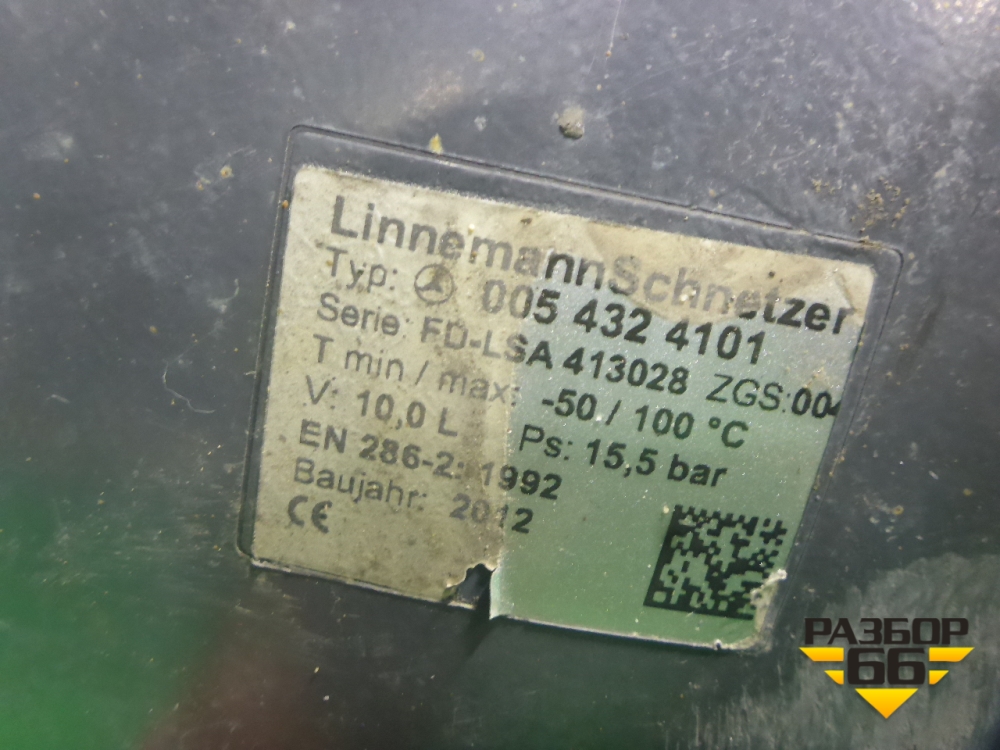 LinnemannSchnetzer
Typ: 005 432 4101
Serie: FD-LSA 413028 ZGS:004
T min / max: -50 / 100 °C
V: 10,0 L Ps: 15,5 bar
EN 286-2: 1992
Baujahr: 2012
CE
РАЗБОР
66